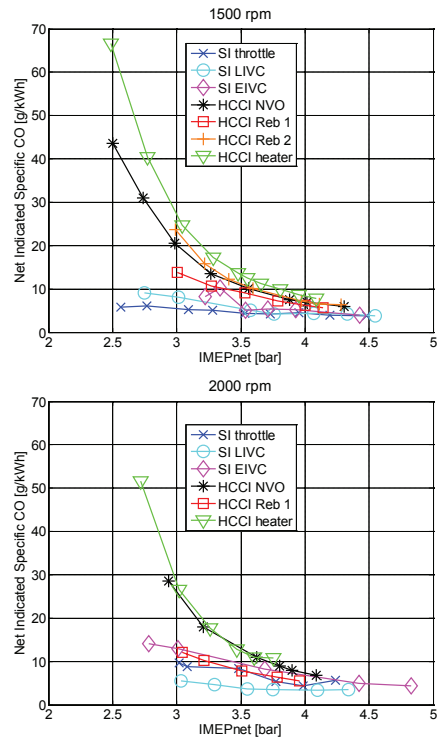 1500 rpm
70
60
50
40
30
20
10
0
Net Indicated Specific CO [g/kWh]
SI throttle
SI LIVC
SI EIVC
HCCI NVO
HCCI Reb 1
HCCI Reb 2
HCCI heater
2 2.5 3 3.5 4 4.5 5
IMEPnet [bar]
2000 rpm
70
60
50
40
30
20
10
0
Net Indicated Specific CO [g/kWh]
SI throttle
SI LIVC
SI EIVC
HCCI NVO
HCCI Reb 1
HCCI heater
2 2.5 3 3.5 4 4.5 5
IMEPnet [bar]